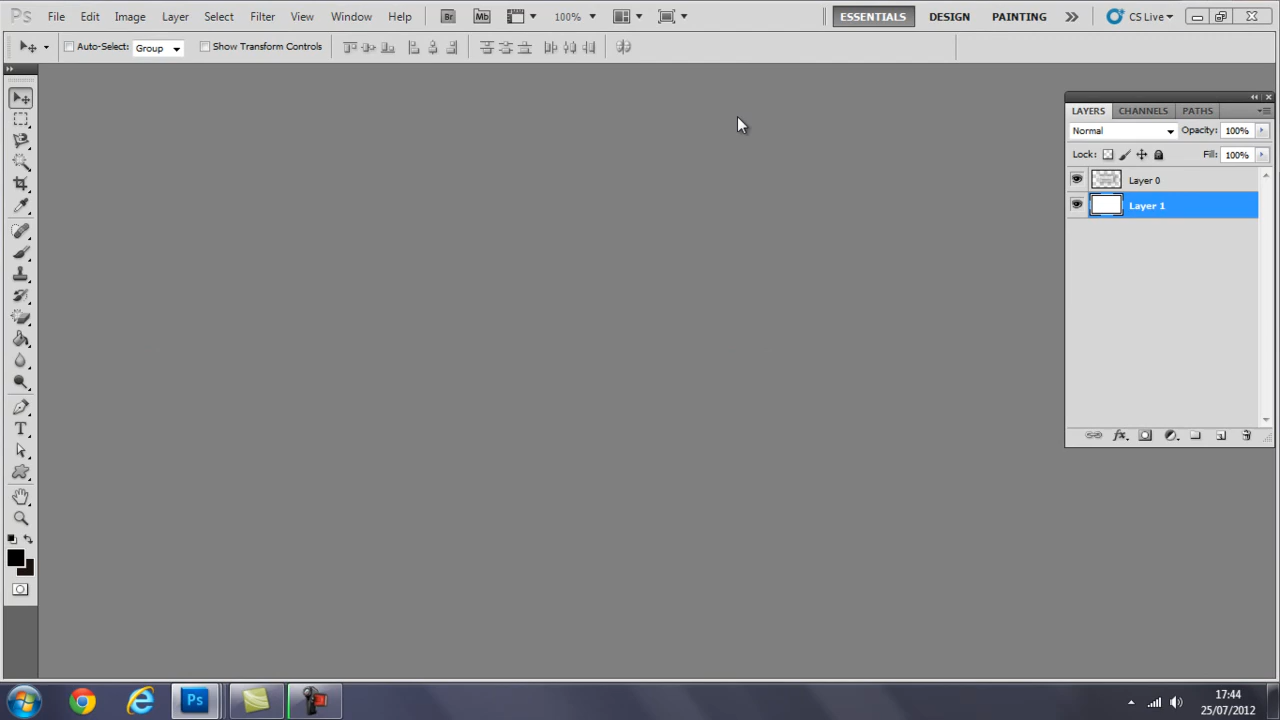 Ps File Edit Image Layer Select Filter View Window Help Br Mb 100% ESSENTIALS DESIGN PAINTING CS Live
Auto-Select: Group Show Transform Controls
LAYERS CHANNELS PATHS
Normal Opacity: 100%
Lock: Fill: 100%
Layer 0
Layer 1
fx
T
Ps
17:44
25/07/2012